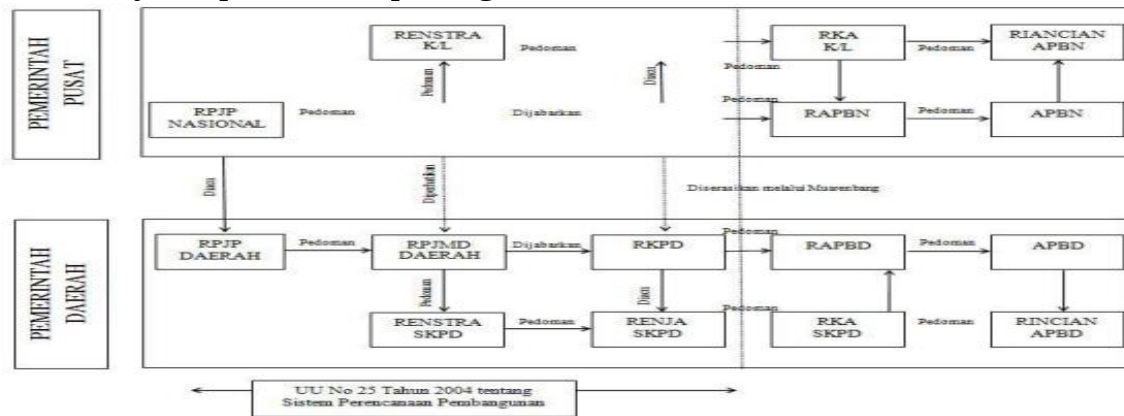 PEMERINTAH
PUSAT
RENSTRA
K/L
Pedoman
RKA
K/L
Pedoman
RIANCIAN
APBN
Pedoman
Pedoman
Diacu
RPJP
NASIONAL
Pedoman
Dijabarkan
Pedoman
RAPBN
Pedoman
APBN
Diacu
Diperhatikan
Diserasikan melalui Musrenbang
PEMERINTAH
DAERAH
RPJP
DAERAH
Pedoman
RPJMD
DAERAH
Dijabarkan
RKPD
Pedoman
RAPBD
Pedoman
APBD
Pedoman
Diacu
RENSTRA
SKPD
Pedoman
RENJA
SKPD
Pedoman
RKA
SKPD
Pedoman
RINCIAN
APBD
UU No 25 Tahun 2004 tentang
Sistem Perencanaan Pembangunan